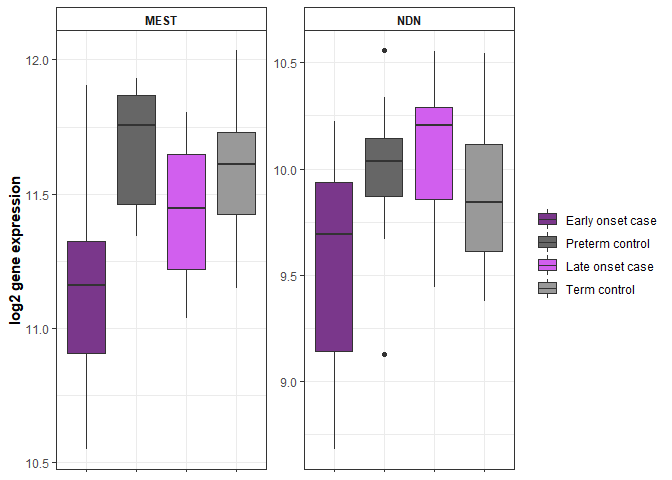 MEST
NDN
log2 gene expression
12.0
11.5
11.0
10.5
10.5
10.0
9.5
9.0
Early onset case
Preterm control
Late onset case
Term control